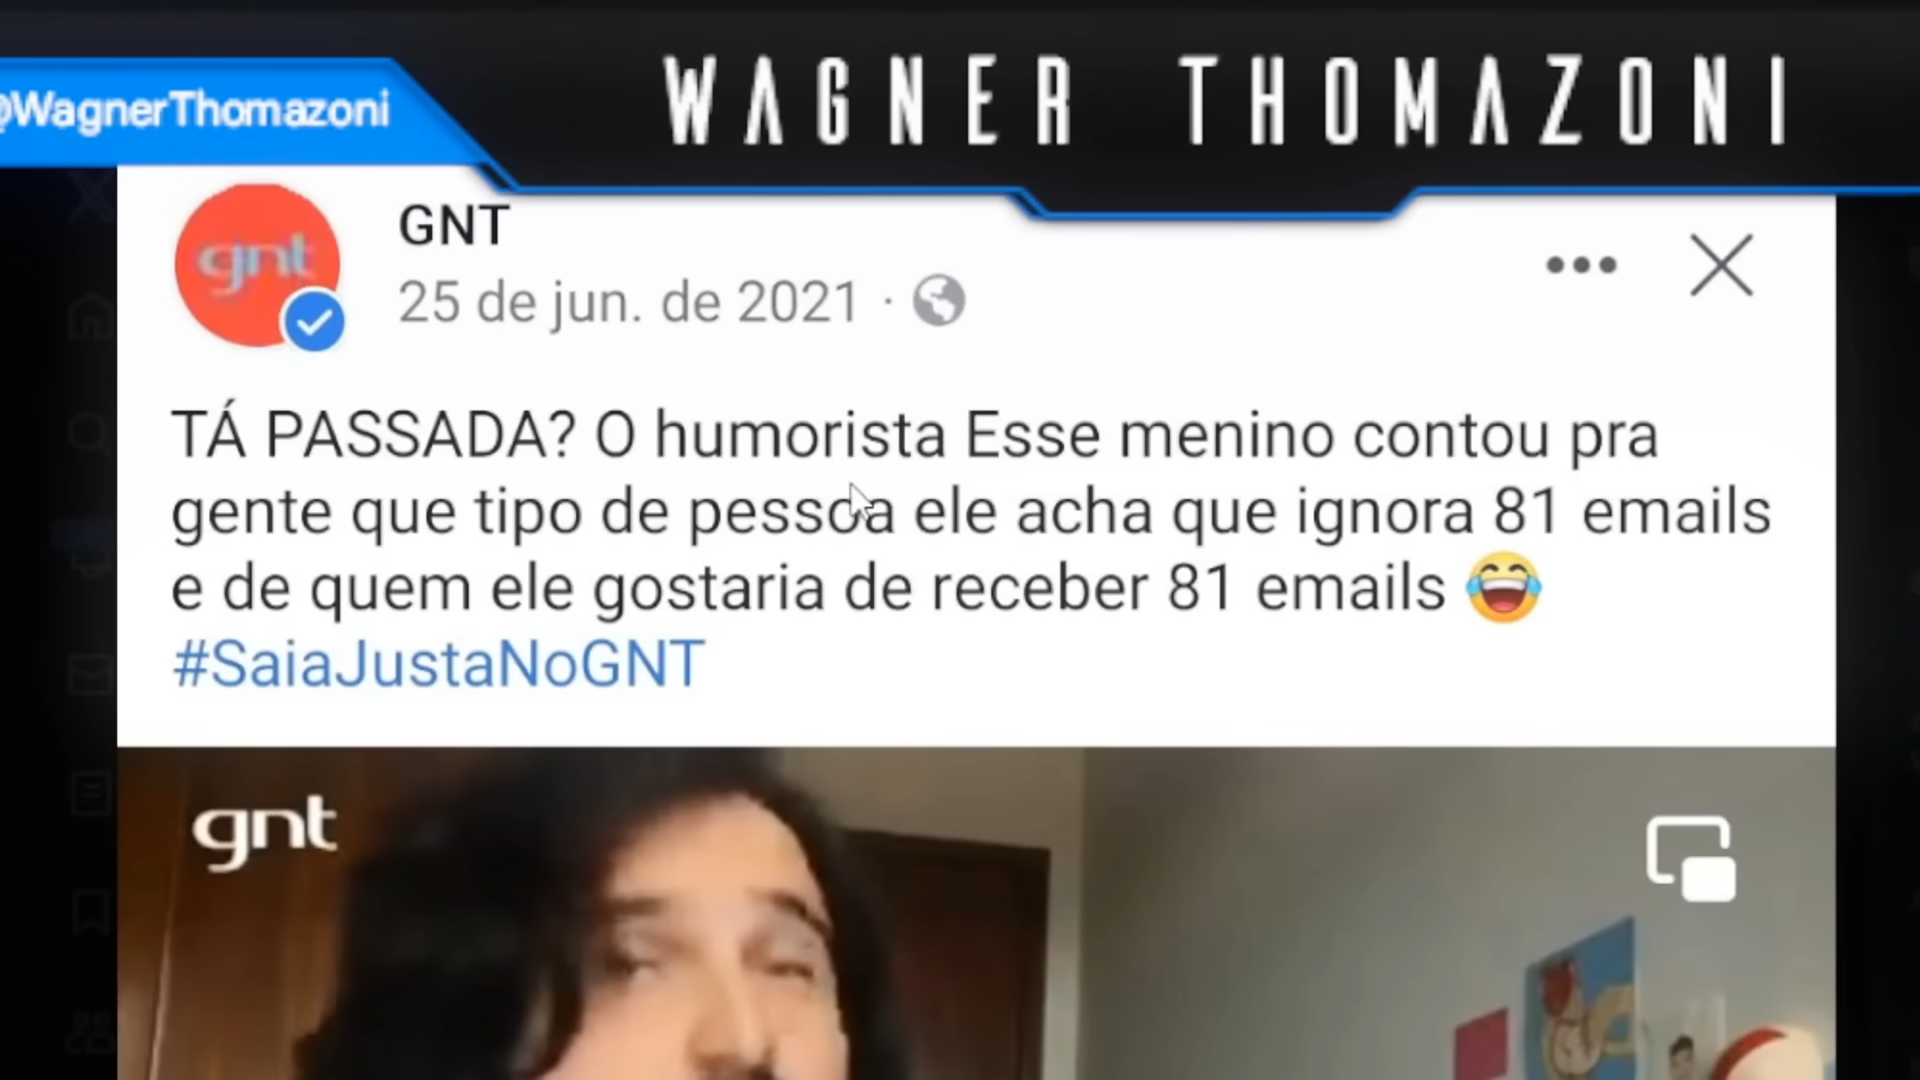 @WagnerThomazoni
WAGNER THOMAZONI
gnt
GNT
25 de jun. de 2021 ·
TÁ PASSADA? O humorista Esse menino contou pra
gente que tipo de pessoa ele acha que ignora 81 emails
e de quem ele gostaria de receber 81 emails 😂
#SaiaJustaNoGNT
gnt